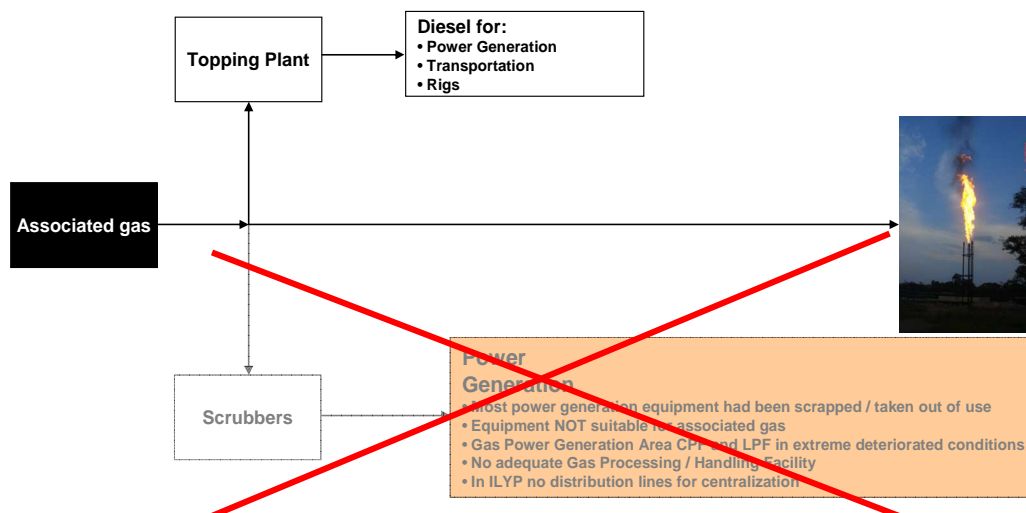 Diesel for:
• Power Generation
• Transportation
• Rigs
Topping Plant
Associated gas
Power
Generation
• Most power generation equipment had been scrapped / taken out of use
• Equipment NOT suitable for associated gas
• Gas Power Generation Area CPF and LPF in extreme deteriorated conditions
• No adequate Gas Processing / Handling Facility
• In ILYP no distribution lines for centralization
Scrubbers